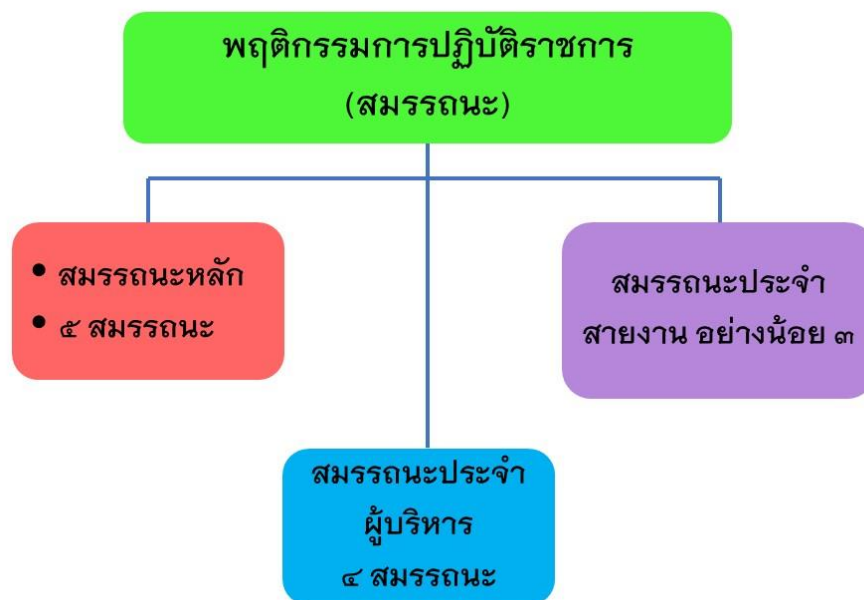 พฤติกรรมการปฏิบัติราชการ
(สมรรถนะ)
• สมรรถนะหลัก
• ๕ สมรรถนะ
สมรรถนะประจำ
สายงาน อย่างน้อย ๓
สมรรถนะประจำ
ผู้บริหาร
๔ สมรรถนะ